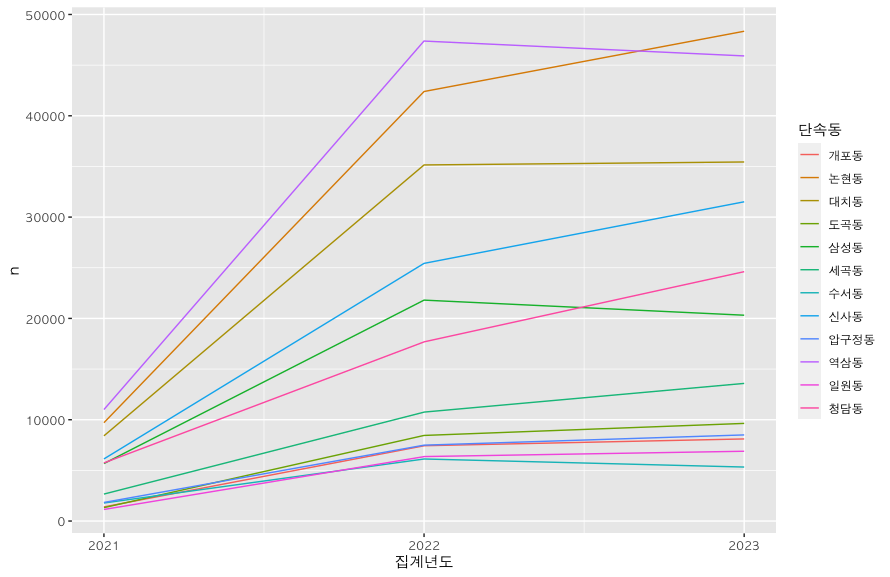 50000
40000
30000
20000
10000
0
n
2021
2022
2023
집계년도
단속동
개포동
논현동
대치동
도곡동
삼성동
세곡동
수서동
신사동
압구정동
역삼동
일원동
청담동